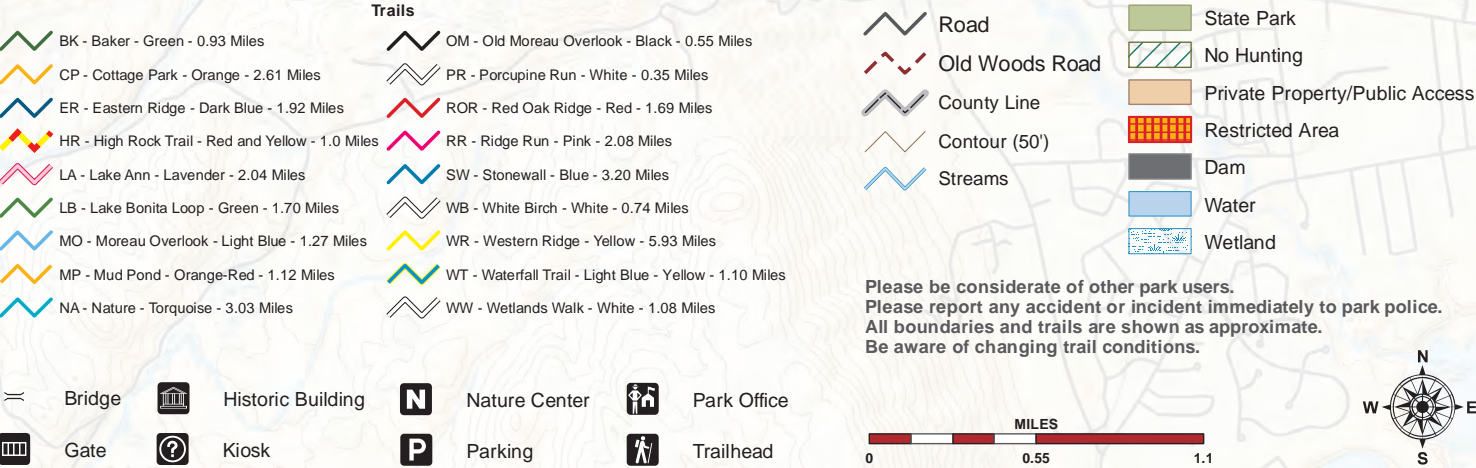 Trails
BK - Baker - Green - 0.93 Miles
CP - Cottage Park - Orange - 2.61 Miles
ER - Eastern Ridge - Dark Blue - 1.92 Miles
HR - High Rock Trail - Red and Yellow - 1.0 Miles
LA - Lake Ann - Lavender - 2.04 Miles
LB - Lake Bonita Loop - Green - 1.70 Miles
MO - Moreau Overlook - Light Blue - 1.27 Miles
MP - Mud Pond - Orange-Red - 1.12 Miles
NA - Nature - Torquoise - 3.03 Miles
OM - Old Moreau Overlook - Black - 0.55 Miles
PR - Porcupine Run - White - 0.35 Miles
ROR - Red Oak Ridge - Red - 1.69 Miles
RR - Ridge Run - Pink - 2.08 Miles
SW - Stonewall - Blue - 3.20 Miles
WB - White Birch - White - 0.74 Miles
WR - Western Ridge - Yellow - 5.93 Miles
WT - Waterfall Trail - Light Blue - Yellow - 1.10 Miles
WW - Wetlands Walk - White - 1.08 Miles
Road
Old Woods Road
County Line
Contour (50')
Streams
State Park
No Hunting
Private Property/Public Access
Restricted Area
Dam
Water
Wetland
Please be considerate of other park users.
Please report any accident or incident immediately to park police.
All boundaries and trails are shown as approximate.
Be aware of changing trail conditions.
Bridge
Historic Building
N
Nature Center
Park Office
Gate
?
Kiosk
P
Parking
Trailhead
MILES
0 0.55 1.1
N
W E
S